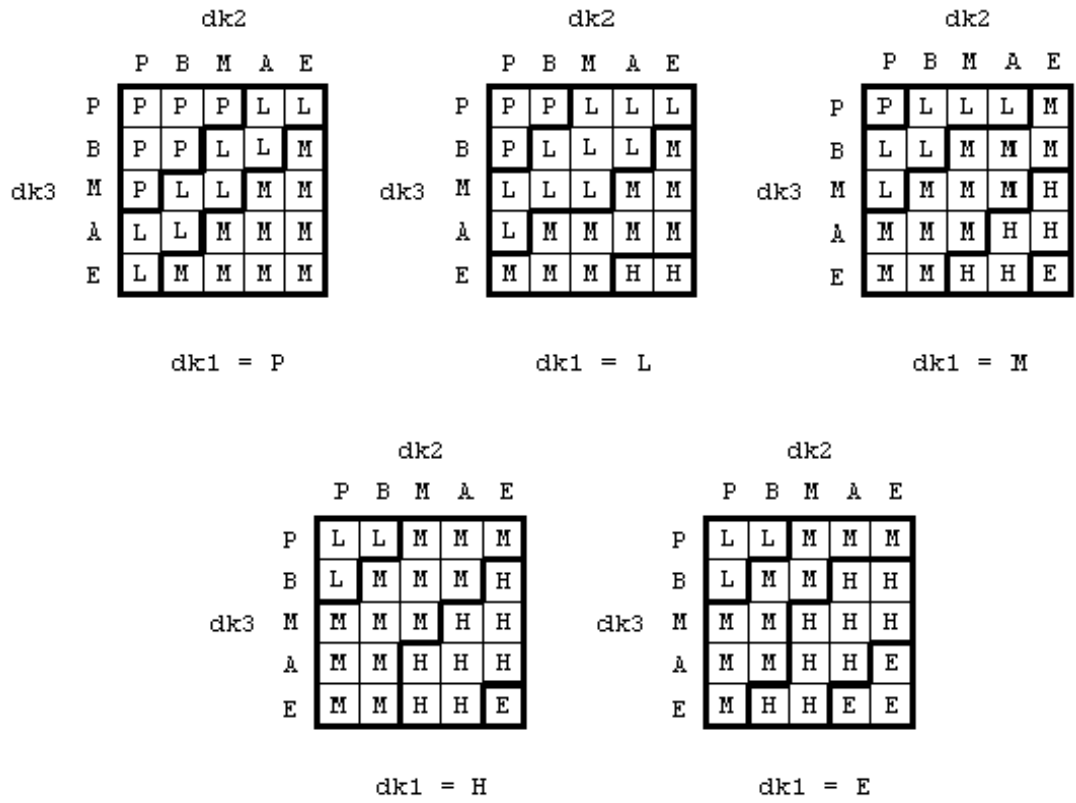 dk2 dk2 dk2
P B M A E P B M A E P B M A E
P P P P L L P P P L L L P P L L L M
B P P L L M B P L L L M B L L M M M
dk3 M P L L M M dk3 M L L L M M dk3 M L M M M H
A L L M M M A L M M M M A M M M H H
E L M M M M E M M M H H E M M H H E
dk1 = P dk1 = L dk1 = M
dk2 dk2
P B M A E P B M A E
P L L M M M P L L M M M
B L M M M H B L M M H H
dk3 M M M M H H dk3 M M M H H H
A M M H H H A M M H H E
E M M H H E E M H H E E
dk1 = H dk1 = E